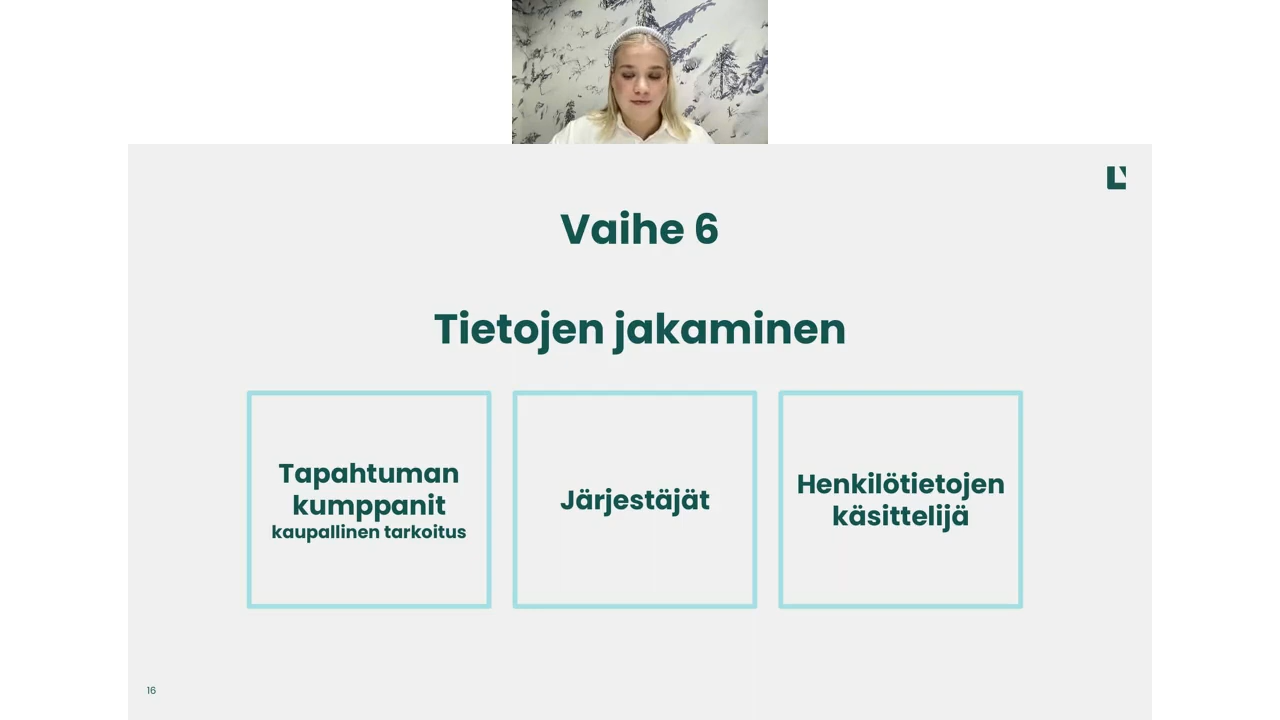 Vaihe 6
Tietojen jakaminen
Tapahtuman
kumppanit
kaupallinen tarkoitus
Järjestäjät
Henkilötietojen
käsittelijä
16